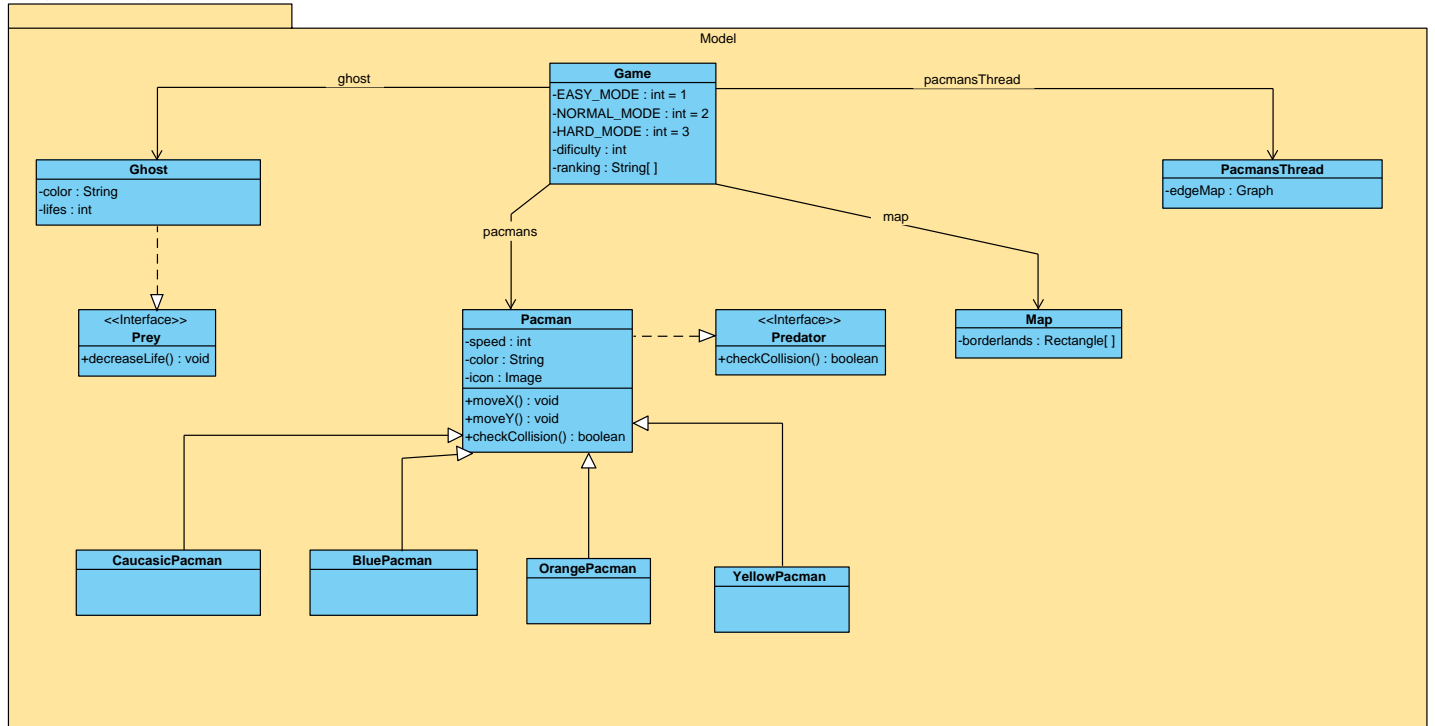 Model
ghost
Game
pacmansThread
-EASY_MODE : int = 1
-NORMAL_MODE : int = 2
-HARD_MODE : int = 3
-dificulty : int
-ranking : String[ ]
Ghost
-color : String
-lifes : int
PacmansThread
-edgeMap : Graph
pacmans
map
<<Interface>>
Prey
+decreaseLife() : void
Pacman
-speed : int
-color : String
-icon : Image
+moveX() : void
+moveY() : void
+checkCollision() : boolean
<<Interface>>
Predator
+checkCollision() : boolean
Map
-borderlands : Rectangle[ ]
CaucasicPacman
BluePacman
OrangePacman
YellowPacman